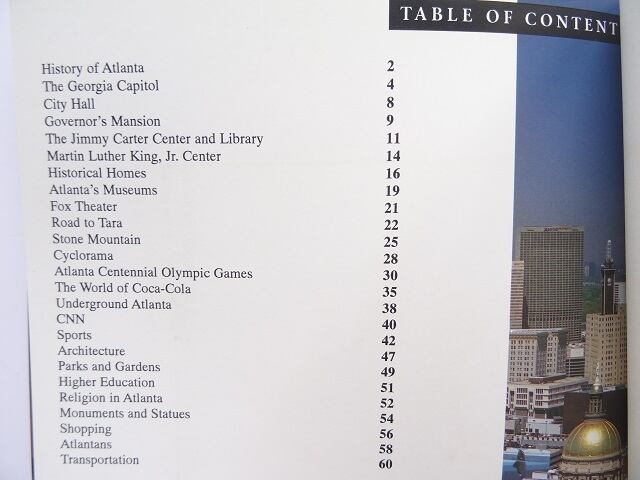 TABLE OF CONTENT
History of Atlanta 2
The Georgia Capitol 4
City Hall 8
Governor's Mansion 9
The Jimmy Carter Center and Library 11
Martin Luther King, Jr. Center 14
Historical Homes 16
Atlanta's Museums 19
Fox Theater 21
Road to Tara 22
Stone Mountain 25
Cyclorama 28
Atlanta Centennial Olympic Games 30
The World of Coca-Cola 35
Underground Atlanta 38
CNN 40
Sports 42
Architecture 47
Parks and Gardens 49
Higher Education 51
Religion in Atlanta 52
Monuments and Statues 54
Shopping 56
Atlantans 58
Transportation 60